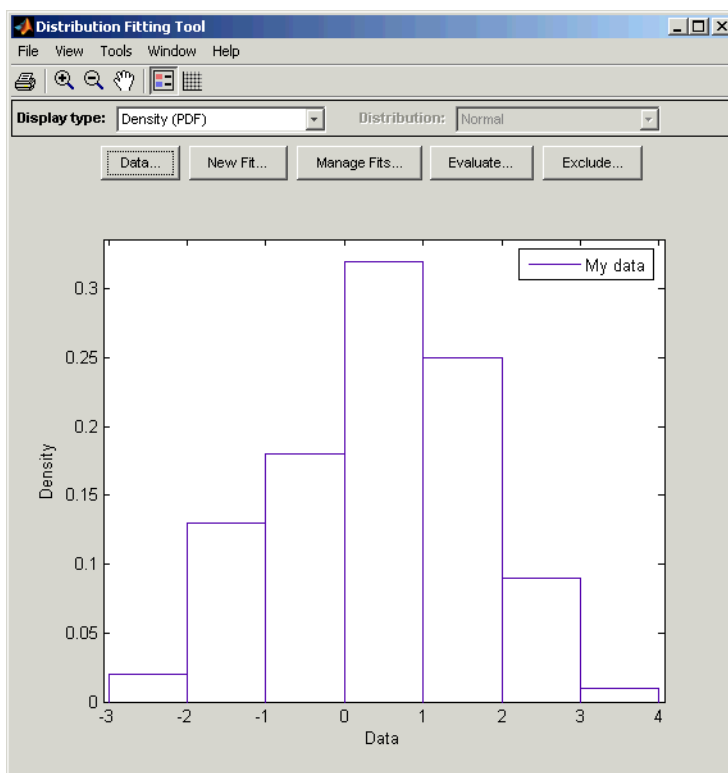 Distribution Fitting Tool
File View Tools Window Help
Display type: Density (PDF) Distribution: Normal
Data... New Fit... Manage Fits... Evaluate... Exclude...
My data
0.3
0.25
0.2
0.15
0.1
0.05
0
Density
-3 -2 -1 0 1 2 3 4
Data